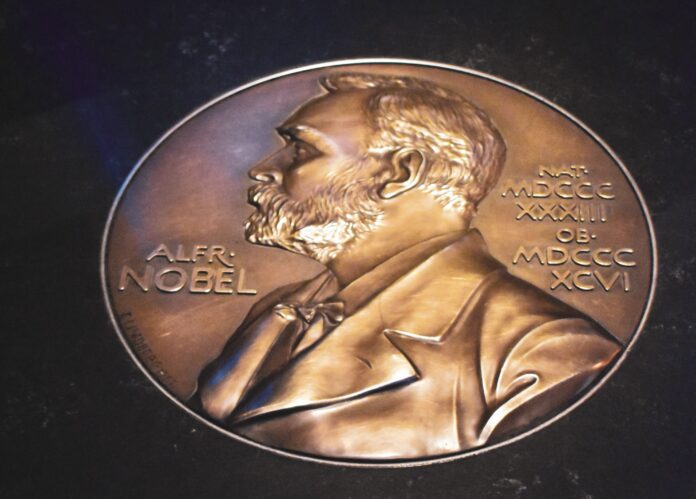 ALFR·
NOBEL
NAT·
MDCCC
XXXIII
OB·
MDCCC
XCVI